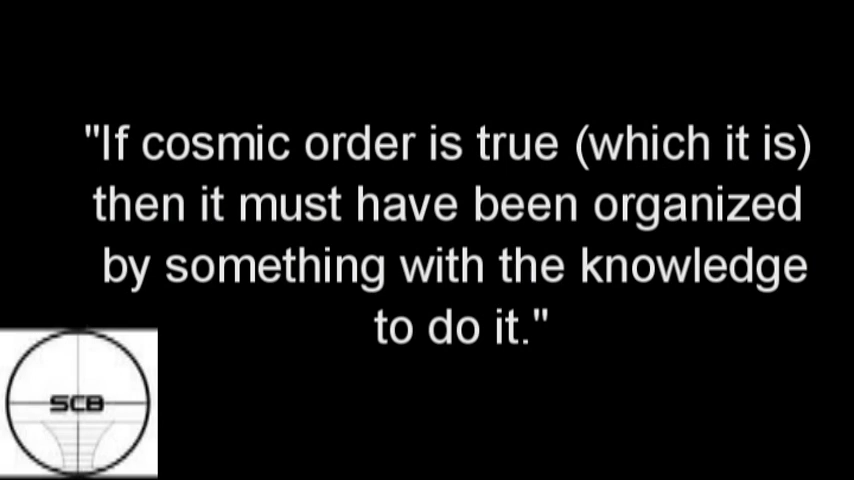 "If cosmic order is true (which it is)
then it must have been organized
by something with the knowledge
to do it."
SCB